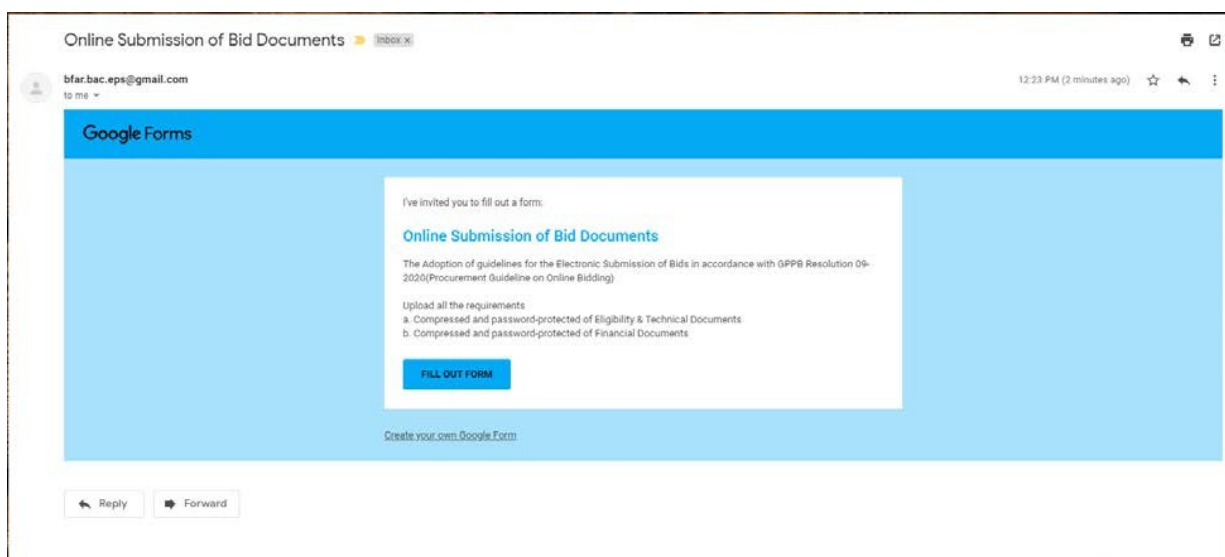 Online Submission of Bid Documents
Inbox x
bfar.bac.eps@gmail.com
12:23 PM (2 minutes ago)
to me
Google Forms
I've invited you to fill out a form:
Online Submission of Bid Documents
The Adoption of guidelines for the Electronic Submission of Bids in accordance with GPPB Resolution 09-
2020(Procurement Guideline on Online Bidding)
Upload all the requirements
a. Compressed and password-protected of Eligibility & Technical Documents
b. Compressed and password-protected of Financial Documents
FILL OUT FORM
Create your own Google Form
Reply
Forward